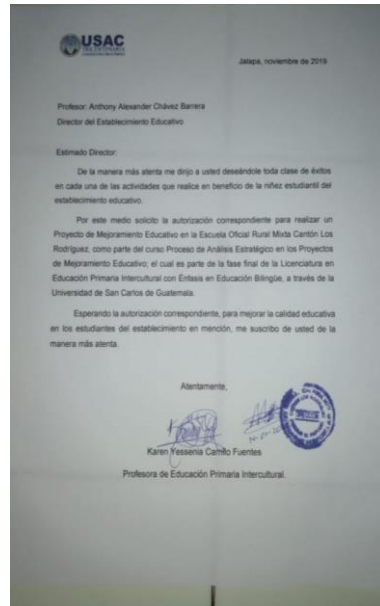 USAC
TRICENTENARIA
Universidad de San Carlos de Guatemala
Jalapa, noviembre de 2019
Profesor: Anthony Alexander Chávez Barrera
Director del Establecimiento Educativo
Estimado Director:
De la manera más atenta me dirijo a usted deseándole toda clase de éxitos
en cada una de las actividades que realice en beneficio de la niñez estudiantil del
establecimiento educativo.
Por este medio solicito la autorización correspondiente para realizar un
Proyecto de Mejoramiento Educativo en la Escuela Oficial Rural Mixta Cantón Los
Rodríguez, como parte del curso Proceso de Análisis Estratégico en los Proyectos
de Mejoramiento Educativo; el cual es parte de la fase final de la Licenciatura en
Educación Primaria Intercultural con Énfasis en Educación Bilingüe, a través de la
Universidad de San Carlos de Guatemala.
Esperando la autorización correspondiente, para mejorar la calidad educativa
en los estudiantes del establecimiento en mención, me suscribo de usted de la
manera más atenta.
Atentamente,
Karen Yessenia Carrillo Fuentes
Profesora de Educación Primaria Intercultural.